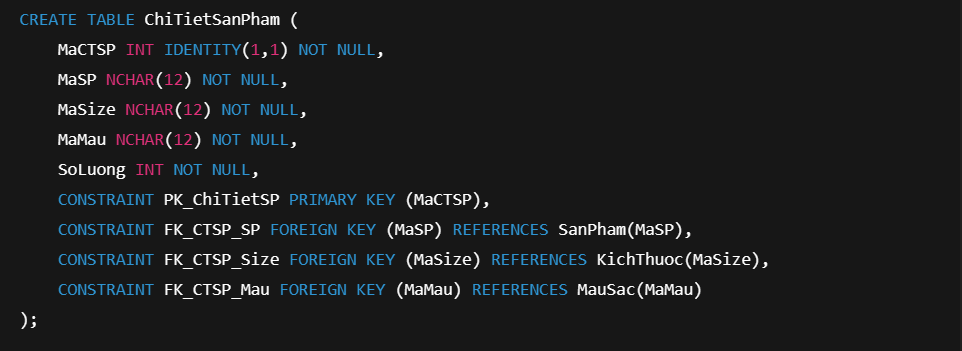 CREATE TABLE ChiTietSanPham (
MaCTSP INT IDENTITY(1,1) NOT NULL,
MaSP NCHAR(12) NOT NULL,
MaSize NCHAR(12) NOT NULL,
MaMau NCHAR(12) NOT NULL,
SoLuong INT NOT NULL,
CONSTRAINT PK_ChiTietSP PRIMARY KEY (MaCTSP),
CONSTRAINT FK_CTSP_SP FOREIGN KEY (MaSP) REFERENCES SanPham(MaSP),
CONSTRAINT FK_CTSP_Size FOREIGN KEY (MaSize) REFERENCES KichThuoc(MaSize),
CONSTRAINT FK_CTSP_Mau FOREIGN KEY (MaMau) REFERENCES MauSac(MaMau)
);